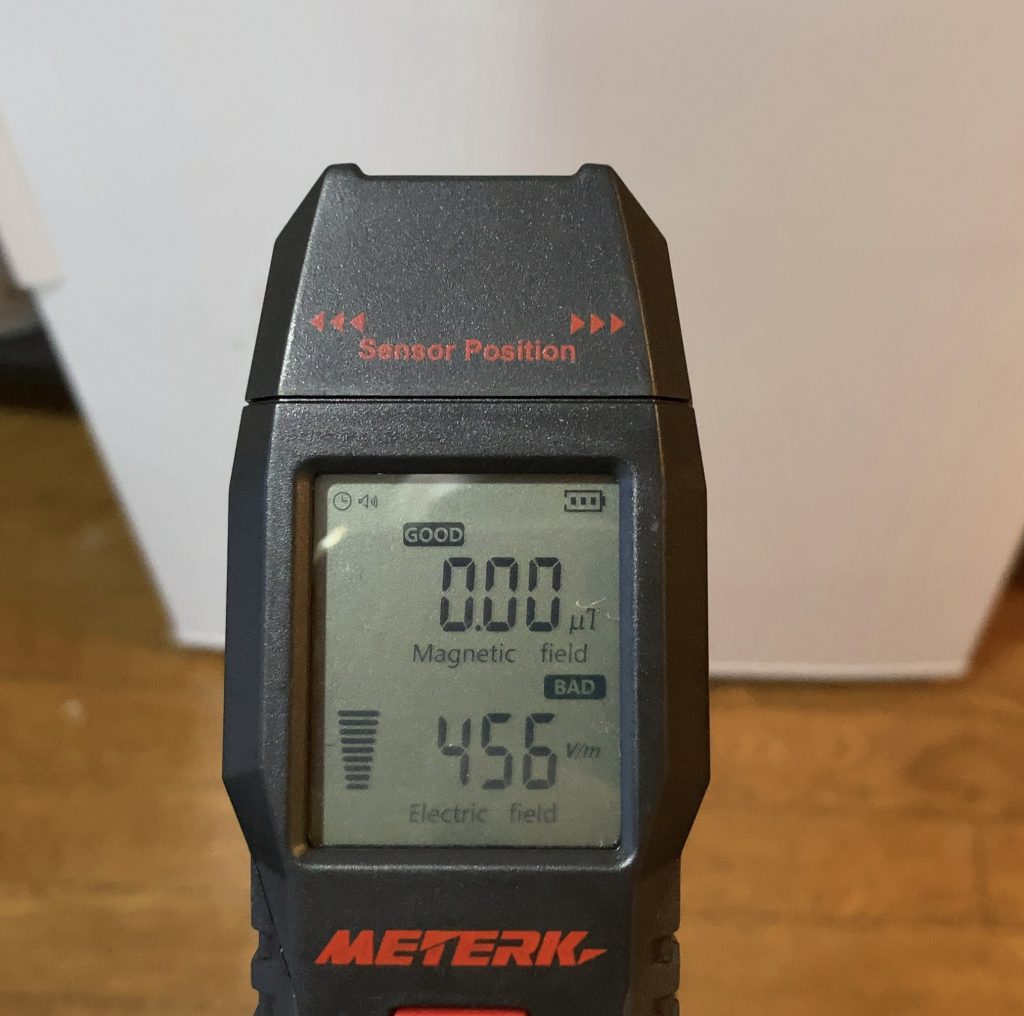 Sensor Position
GOOD
0.00 µT
Magnetic field
BAD
456 V/m
Electric field
METERK